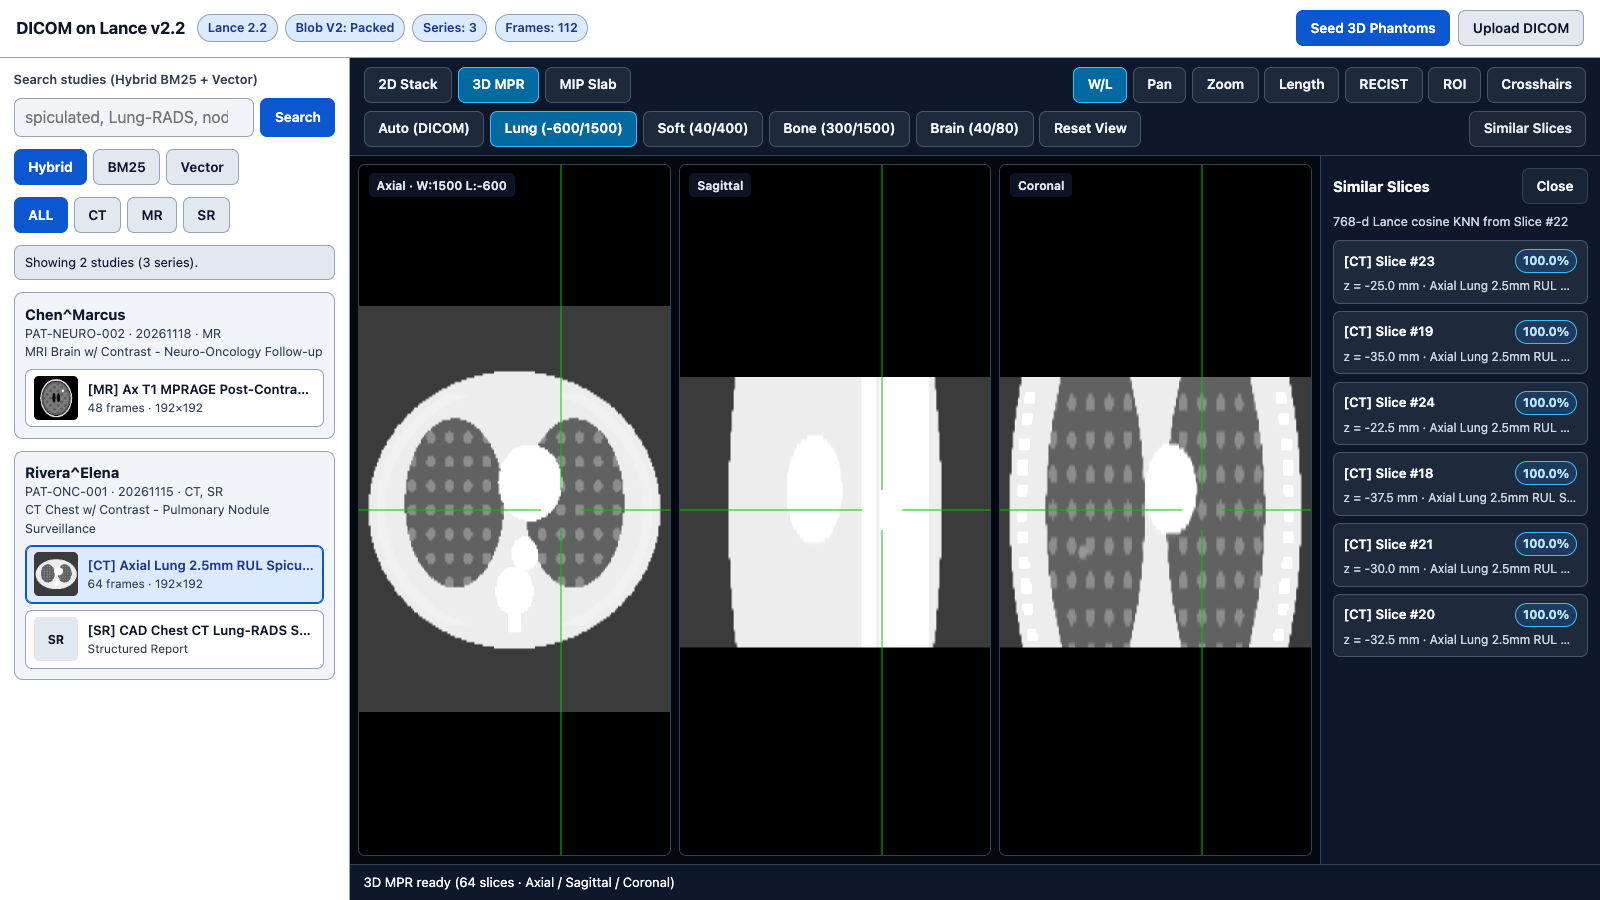 DICOM on Lance v2.2
Lance 2.2
Blob V2: Packed
Series: 3
Frames: 112
Seed 3D Phantoms
Upload DICOM
Search studies (Hybrid BM25 + Vector)
spiculated, Lung-RADS, nod
Search
Hybrid
BM25
Vector
ALL
CT
MR
SR
Showing 2 studies (3 series).
Chen^Marcus
PAT-NEURO-002 · 20261118 · MR
MRI Brain w/ Contrast - Neuro-Oncology Follow-up
[MR] Ax T1 MPRAGE Post-Contra...
48 frames · 192×192
Rivera^Elena
PAT-ONC-001 · 20261115 · CT, SR
CT Chest w/ Contrast - Pulmonary Nodule
Surveillance
[CT] Axial Lung 2.5mm RUL Spicu...
64 frames · 192×192
SR
[SR] CAD Chest CT Lung-RADS S...
Structured Report
2D Stack
3D MPR
MIP Slab
W/L
Pan
Zoom
Length
RECIST
ROI
Crosshairs
Auto (DICOM)
Lung (-600/1500)
Soft (40/400)
Bone (300/1500)
Brain (40/80)
Reset View
Similar Slices
Axial · W:1500 L:-600
Sagittal
Coronal
Similar Slices
Close
768-d Lance cosine KNN from Slice #22
[CT] Slice #23
100.0%
z = -25.0 mm · Axial Lung 2.5mm RUL ...
[CT] Slice #19
100.0%
z = -35.0 mm · Axial Lung 2.5mm RUL ...
[CT] Slice #24
100.0%
z = -22.5 mm · Axial Lung 2.5mm RUL ...
[CT] Slice #18
100.0%
z = -37.5 mm · Axial Lung 2.5mm RUL S...
[CT] Slice #21
100.0%
z = -30.0 mm · Axial Lung 2.5mm RUL ...
[CT] Slice #20
100.0%
z = -32.5 mm · Axial Lung 2.5mm RUL ...
3D MPR ready (64 slices · Axial / Sagittal / Coronal)